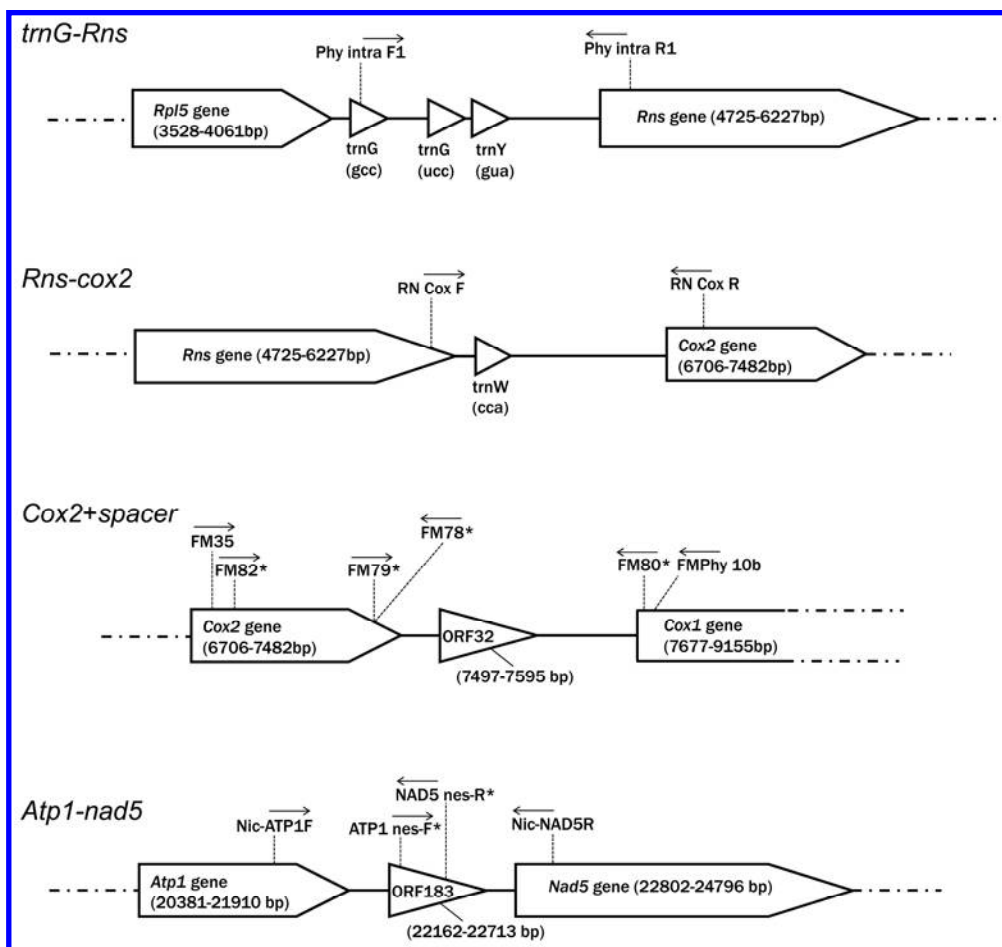 trnG-Rns
Phy intra F1
Phy intra R1
Rpl5 gene
(3528-4061bp)
Rns gene (4725-6227bp)
trnG
(gcc)
trnG
(ucc)
trnY
(gua)
Rns-cox2
RN Cox F
RN Cox R
Rns gene (4725-6227bp)
Cox2 gene
(6706-7482bp)
trnW
(cca)
Cox2+spacer
FM35
FM82*
FM79*
FM78*
FM80*
FMPhy 10b
Cox2 gene
(6706-7482bp)
ORF32
(7497-7595 bp)
Cox1 gene
(7677-9155bp)
Atp1-nad5
Nic-ATP1F
NAD5 nes-R*
ATP1 nes-F*
Nic-NAD5R
Atp1 gene
(20381-21910 bp)
ORF183
(22162-22713 bp)
Nad5 gene (22802-24796 bp)